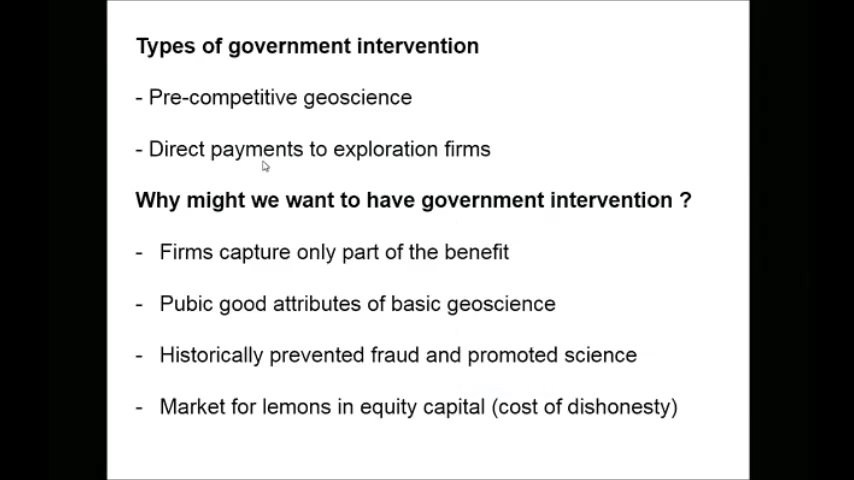 Types of government intervention
- Pre-competitive geoscience
- Direct payments to exploration firms
Why might we want to have government intervention ?
- Firms capture only part of the benefit
- Pubic good attributes of basic geoscience
- Historically prevented fraud and promoted science
- Market for lemons in equity capital (cost of dishonesty)